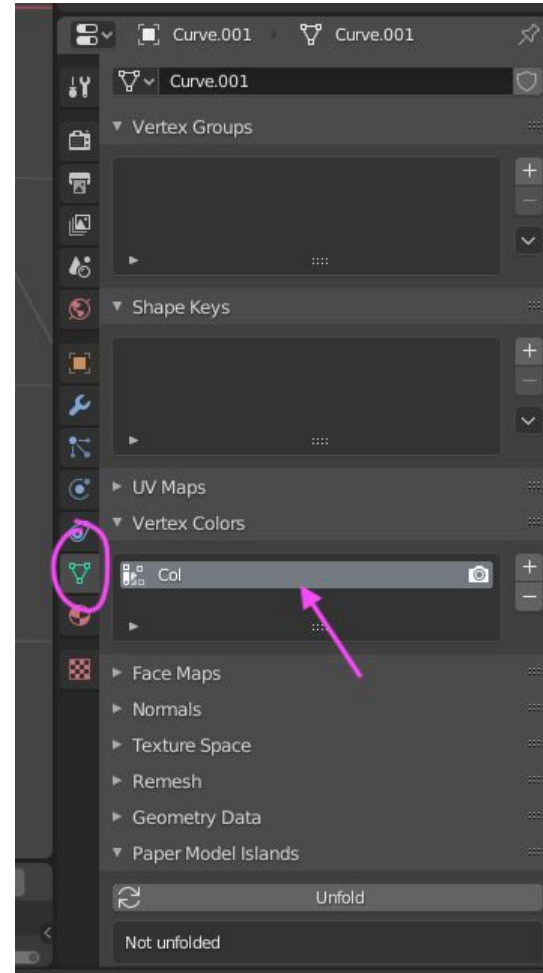 Curve.001 Curve.001
Curve.001
Vertex Groups
Shape Keys
UV Maps
Vertex Colors
Col
Face Maps
Normals
Texture Space
Remesh
Geometry Data
Paper Model Islands
Unfold
Not unfolded